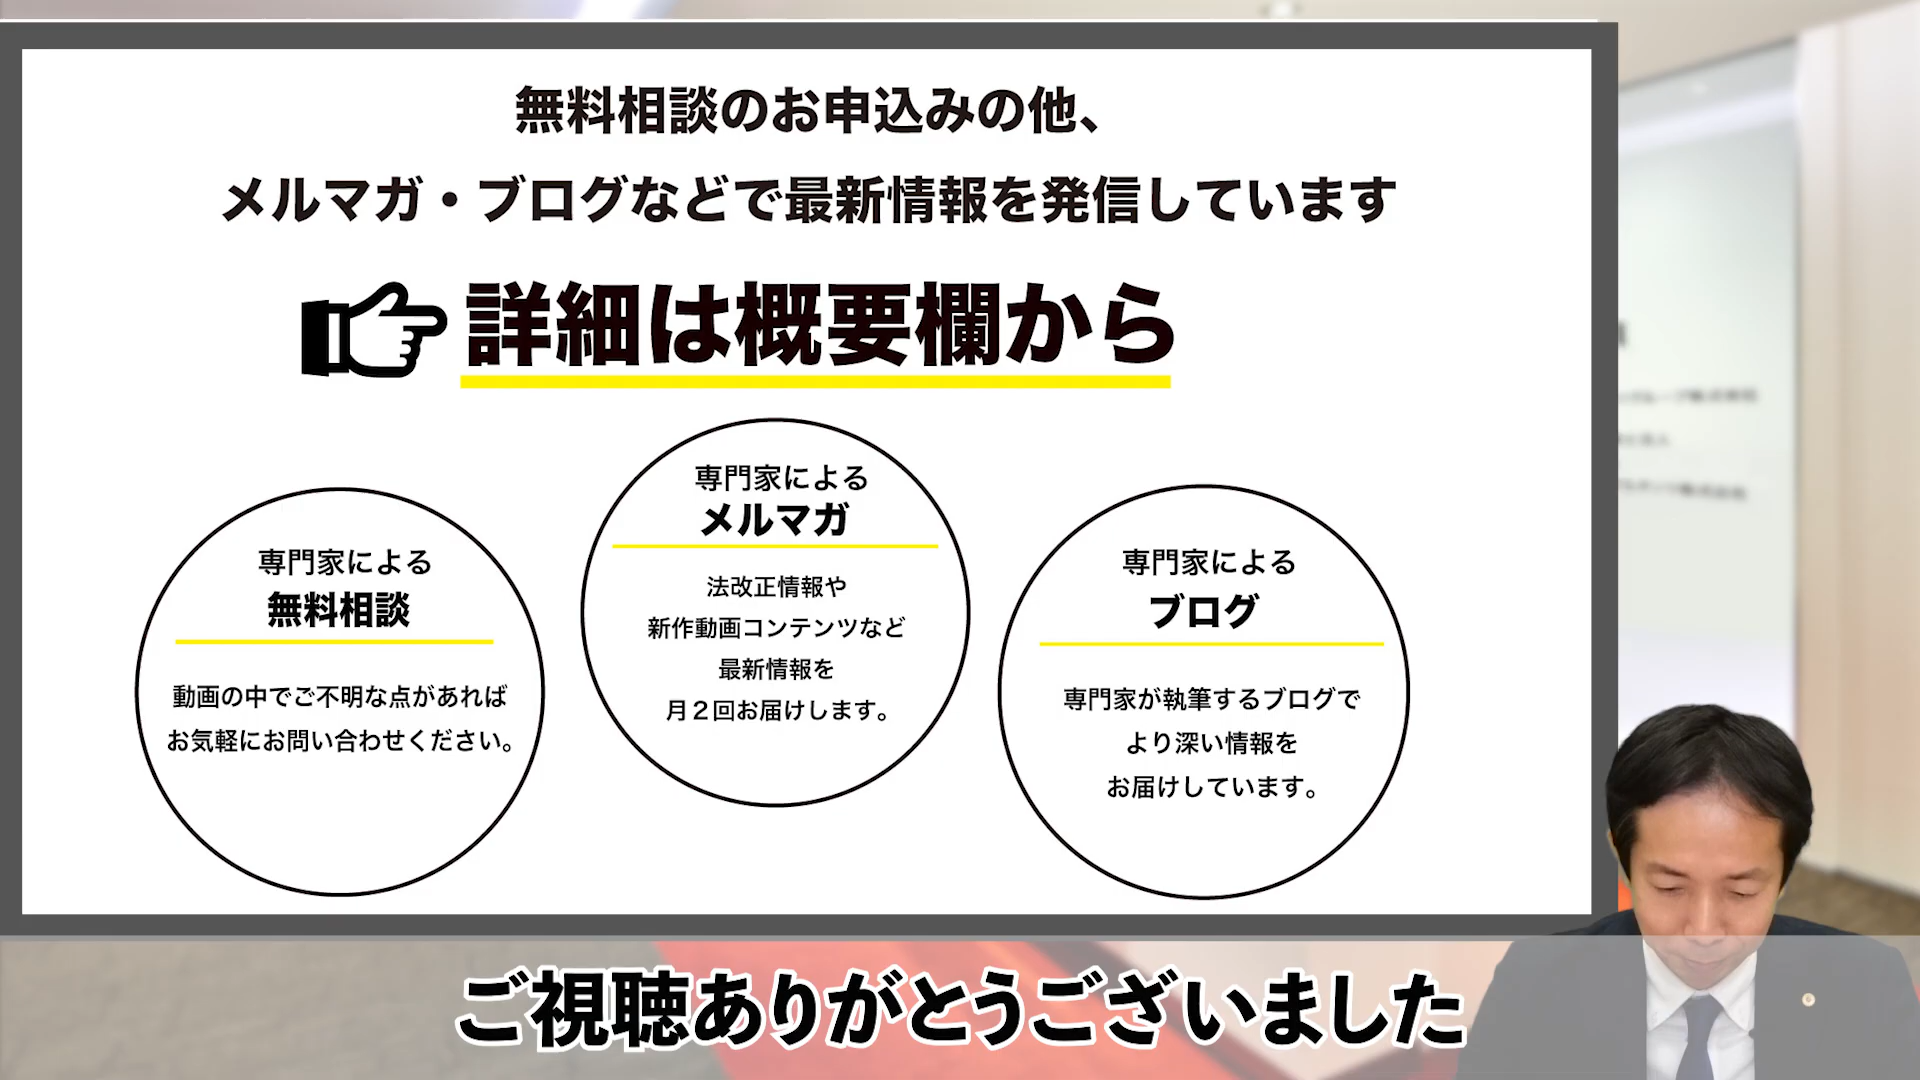 無料相談のお申込みの他、
メルマガ・ブログなどで最新情報を発信しています
詳細は概要欄から
専門家による
無料相談
動画の中でご不明な点があれば
お気軽にお問い合わせください。
専門家による
メルマガ
法改正情報や
新作動画コンテンツなど
最新情報を
月２回お届けします。
専門家による
ブログ
専門家が執筆するブログで
より深い情報を
お届けしています。
ご視聴ありがとうございました